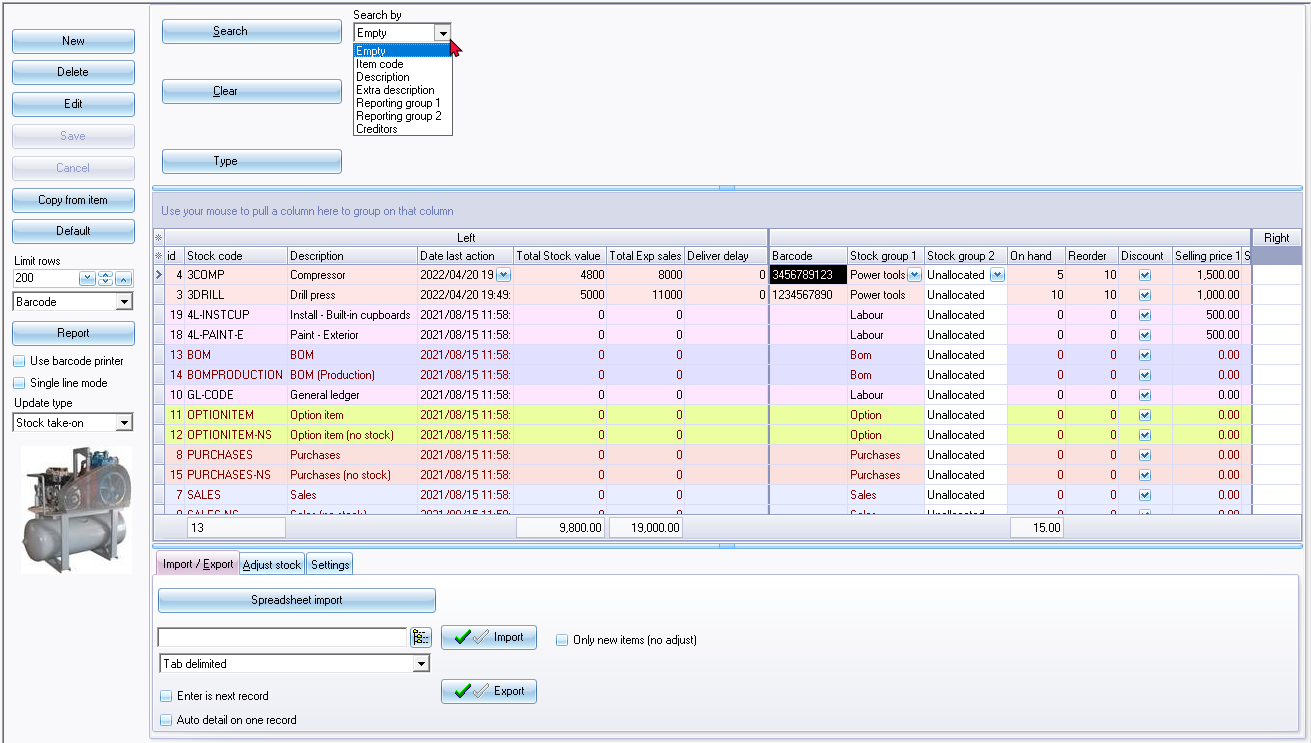 New
Delete
Edit
Save
Cancel
Copy from item
Default
Limit rows
200
Barcode
Report
Use barcode printer
Single line mode
Update type
Stock take-on
Search
Clear
Type
Search by
Empty
Empty
Item code
Description
Extra description
Reporting group 1
Reporting group 2
Creditors
Use your mouse to pull a column here to group on that column
Left Right
id Stock code Description Date last action Total Stock value Total Exp sales Deliver delay Barcode Stock group 1 Stock group 2 On hand Reorder Discount Selling price 1 S
4 3COMP Compressor 2022/04/20 19 4800 8000 0 3456789123 Power tools Unallocated 5 10 1,500.00
3 3DRILL Drill press 2022/04/20 19:49: 5000 11000 0 1234567890 Power tools Unallocated 10 10 1,000.00
19 4L-INSTCUP Install - Built-in cupboards 2021/08/15 11:58: 0 0 Labour Unallocated 0 0 500.00
18 4L-PAINT-E Paint - Exterior 2021/08/15 11:58: 0 0 Labour Unallocated 0 0 500.00
13 BOM BOM 2021/08/15 11:58: 0 0 Bom Unallocated 0 0 0.00
14 BOMPRODUCTION BOM (Production) 2021/08/15 11:58: 0 0 Bom Unallocated 0 0 0.00
10 GL-CODE General ledger 2021/08/15 11:58: 0 0 Labour Unallocated 0 0 0.00
11 OPTIONITEM Option item 2021/08/15 11:58: 0 0 Option Unallocated 0 0 0.00
12 OPTIONITEM-NS Option item (no stock) 2021/08/15 11:58: 0 0 Option Unallocated 0 0 0.00
8 PURCHASES Purchases 2021/08/15 11:58: 0 0 Purchases Unallocated 0 0 0.00
15 PURCHASES-NS Purchases (no stock) 2021/08/15 11:58: 0 0 Purchases Unallocated 0 0 0.00
7 SALES Sales 2021/08/15 11:58: 0 0 Sales Unallocated 0 0 0.00
13 9,800.00 19,000.00 15.00
Import / Export Adjust stock Settings
Spreadsheet import
Import
Only new items (no adjust)
Tab delimited
Export
Enter is next record
Auto detail on one record